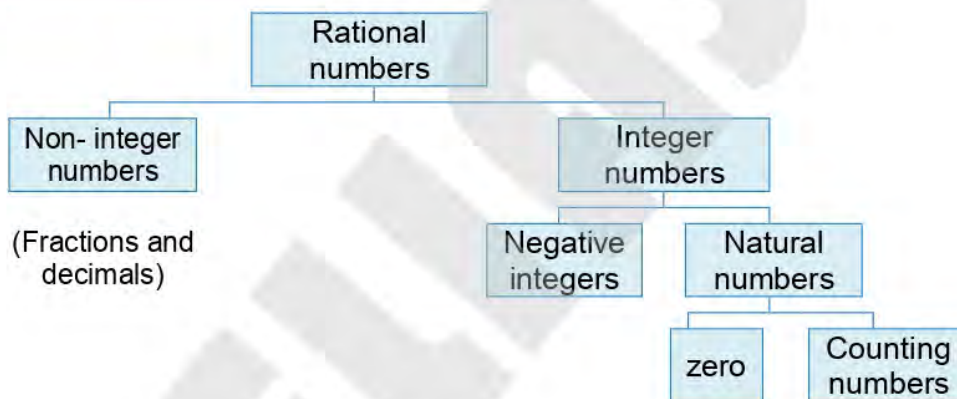 Rational
numbers
Non- integer
numbers
Integer
numbers
(Fractions and
decimals)
Negative
integers
Natural
numbers
zero
Counting
numbers